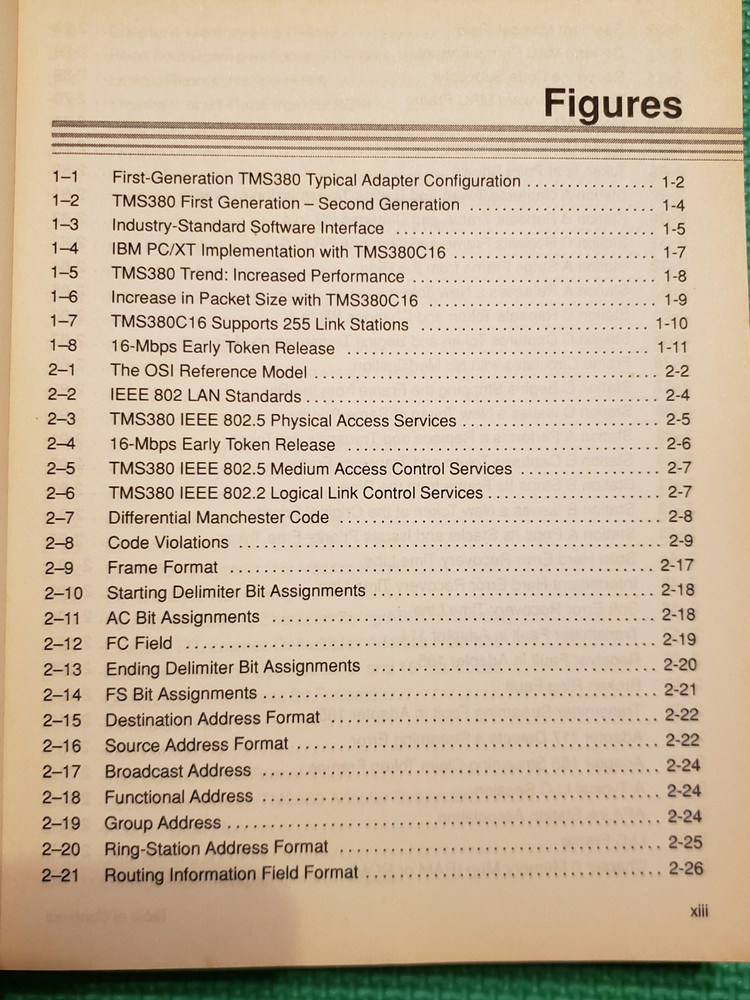 Figures
1–1 First-Generation TMS380 Typical Adapter Configuration ................ 1-2
1–2 TMS380 First Generation – Second Generation ........................ 1-4
1–3 Industry-Standard Software Interface .................................. 1-5
1–4 IBM PC/XT Implementation with TMS380C16 .......................... 1-7
1–5 TMS380 Trend: Increased Performance ............................... 1-8
1–6 Increase in Packet Size with TMS380C16 ............................. 1-9
1–7 TMS380C16 Supports 255 Link Stations ............................. 1-10
1–8 16-Mbps Early Token Release ....................................... 1-11
2–1 The OSI Reference Model ........................................... 2-2
2–2 IEEE 802 LAN Standards ............................................ 2-4
2–3 TMS380 IEEE 802.5 Physical Access Services ......................... 2-5
2–4 16-Mbps Early Token Release ........................................ 2-6
2–5 TMS380 IEEE 802.5 Medium Access Control Services .................. 2-7
2–6 TMS380 IEEE 802.2 Logical Link Control Services ...................... 2-7
2–7 Differential Manchester Code ......................................... 2-8
2–8 Code Violations ..................................................... 2-9
2–9 Frame Format ...................................................... 2-17
2–10 Starting Delimiter Bit Assignments .................................... 2-18
2–11 AC Bit Assignments ................................................. 2-18
2–12 FC Field ........................................................... 2-19
2–13 Ending Delimiter Bit Assignments ..................................... 2-20
2–14 FS Bit Assignments .................................................. 2-21
2–15 Destination Address Format .......................................... 2-22
2–16 Source Address Format .............................................. 2-22
2–17 Broadcast Address .................................................. 2-24
2–18 Functional Address .................................................. 2-24
2–19 Group Address ...................................................... 2-24
2–20 Ring-Station Address Format ......................................... 2-25
2–21 Routing Information Field Format ..................................... 2-26
xiii